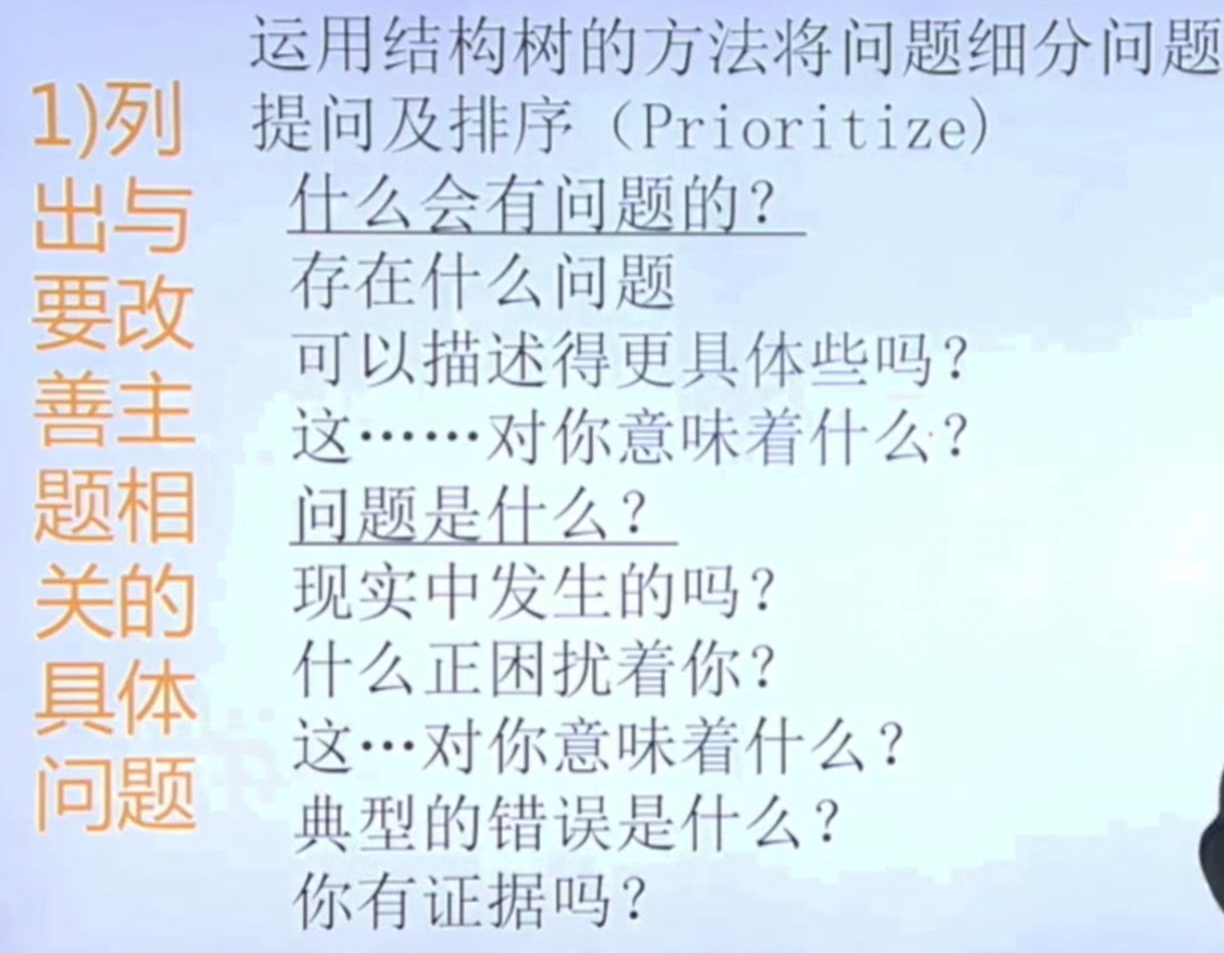 1)列
出与
要改
善主
题相
关的
具体
问题
运用结构树的方法将问题细分问题
提问及排序（Prioritize)
什么会有问题的？
存在什么问题
可以描述得更具体些吗？
这……对你意味着什么？
问题是什么？
现实中发生的吗？
什么正困扰着你？
这…对你意味着什么？
典型的错误是什么？
你有证据吗？